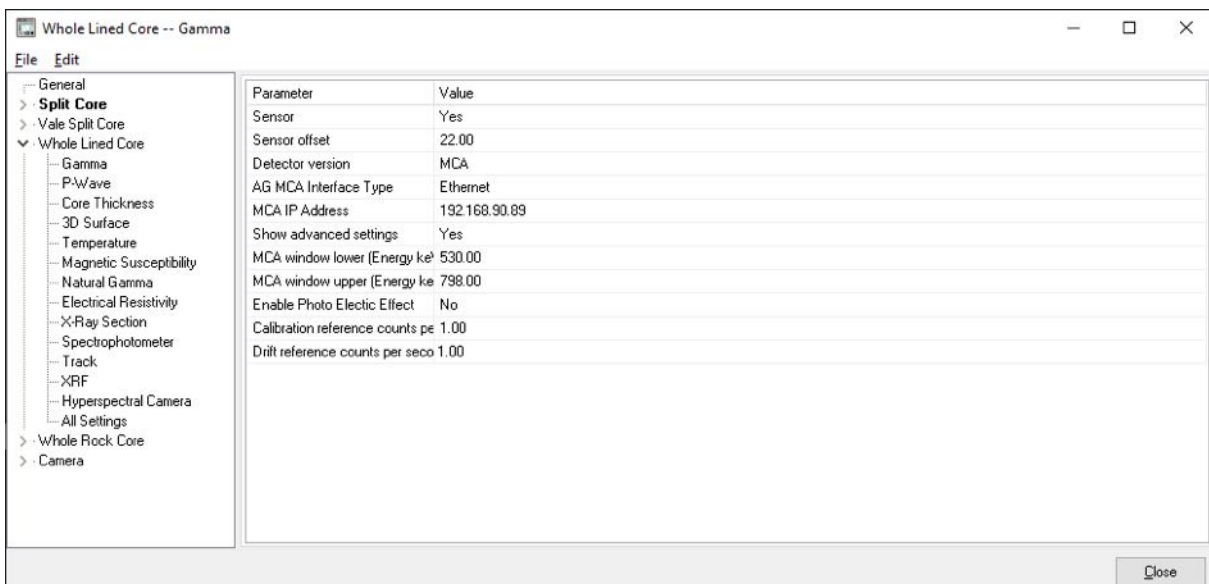 Whole Lined Core -- Gamma
File Edit
General
Split Core
Vale Split Core
Whole Lined Core
Gamma
P-Wave
Core Thickness
3D Surface
Temperature
Magnetic Susceptibility
Natural Gamma
Electrical Resistivity
X-Ray Section
Spectrophotometer
Track
XRF
Hyperspectral Camera
All Settings
Whole Rock Core
Camera
Parameter Value
Sensor Yes
Sensor offset 22.00
Detector version MCA
AG MCA Interface Type Ethernet
MCA IP Address 192.168.90.89
Show advanced settings Yes
MCA window lower (Energy keV 530.00
MCA window upper (Energy ke 798.00
Enable Photo Electic Effect No
Calibration reference counts pe 1.00
Drift reference counts per seco 1.00
Close